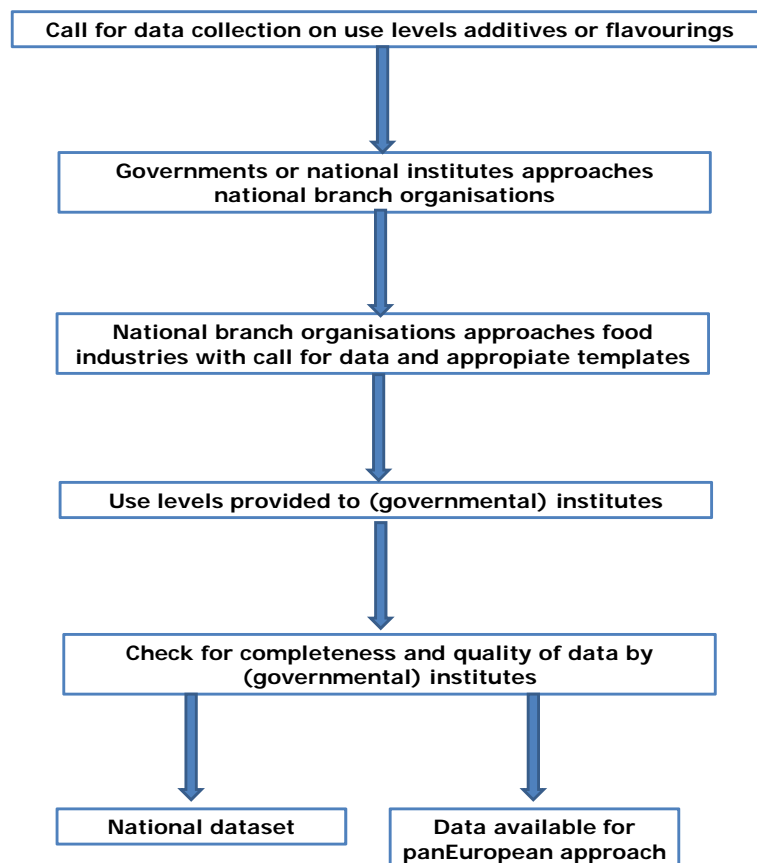 Call for data collection on use levels additives or flavourings
Governments or national institutes approaches
national branch organisations
National branch organisations approaches food
industries with call for data and appropiate templates
Use levels provided to (governmental) institutes
Check for completeness and quality of data by
(governmental) institutes
National dataset
Data available for
panEuropean approach